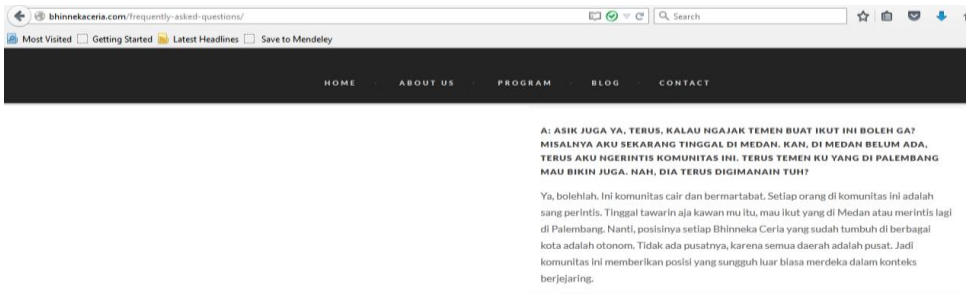 bhinnekaceria.com/frequently-asked-questions/
Search
Most Visited
Getting Started
Latest Headlines
Save to Mendeley
HOME
ABOUT US
PROGRAM
BLOG
CONTACT
A: ASIK JUGA YA, TERUS, KALAU NGAJAK TEMEN BUAT IKUT INI BOLEH GA?
MISALNYA AKU SEKARANG TINGGAL DI MEDAN. KAN, DI MEDAN BELUM ADA,
TERUS AKU NGERINTIS KOMUNITAS INI. TERUS TEMEN KU YANG DI PALEMBANG
MAU BIKIN JUGA. NAH, DIA TERUS DIGIMANAIN TUH?
Ya, bolehlah. Ini komunitas cair dan bermartabat. Setiap orang di komunitas ini adalah
sang perintis. Tinggal tawarin aja kawan mu itu, mau ikut yang di Medan atau merintis lagi
di Palembang. Nanti, posisinya setiap Bhinneka Ceria yang sudah tumbuh di berbagai
kota adalah otonom. Tidak ada pusatnya, karena semua daerah adalah pusat. Jadi
komunitas ini memberikan posisi yang sungguh luar biasa merdeka dalam konteks
berjejaring.